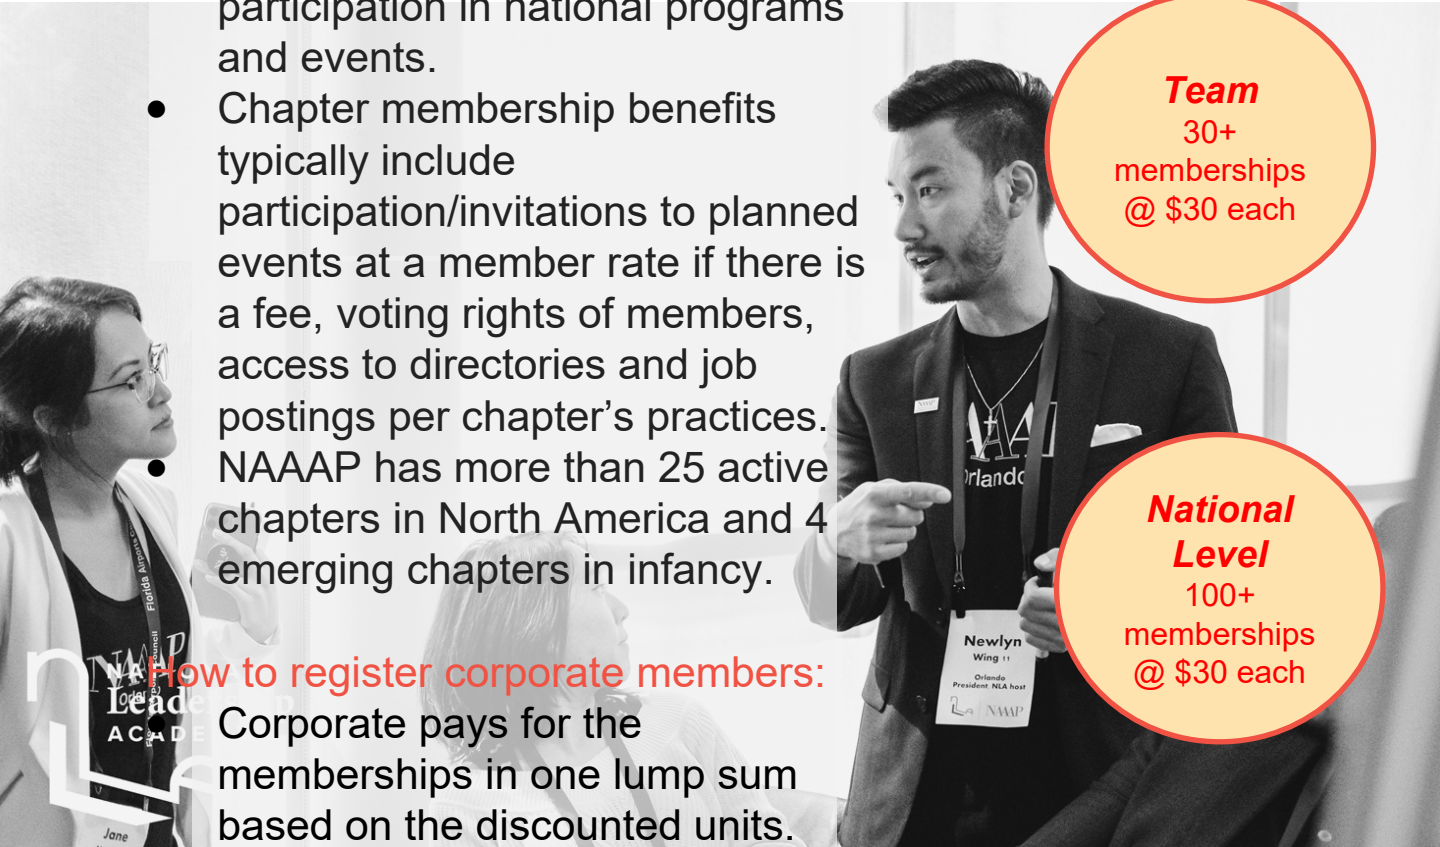 participation in national programs
and events.
• Chapter membership benefits
typically include
participation/invitations to planned
events at a member rate if there is
a fee, voting rights of members,
access to directories and job
postings per chapter’s practices.
• NAAAP has more than 25 active
chapters in North America and 4
emerging chapters in infancy.
How to register corporate members:
• Corporate pays for the
memberships in one lump sum
based on the discounted units.
Team
30+
memberships
@ $30 each
National
Level
100+
memberships
@ $30 each
Orlando
Newlyn
Wing
Orlando
President, NLA host
NAAAP
Florida Airports
NAAAP
Jane